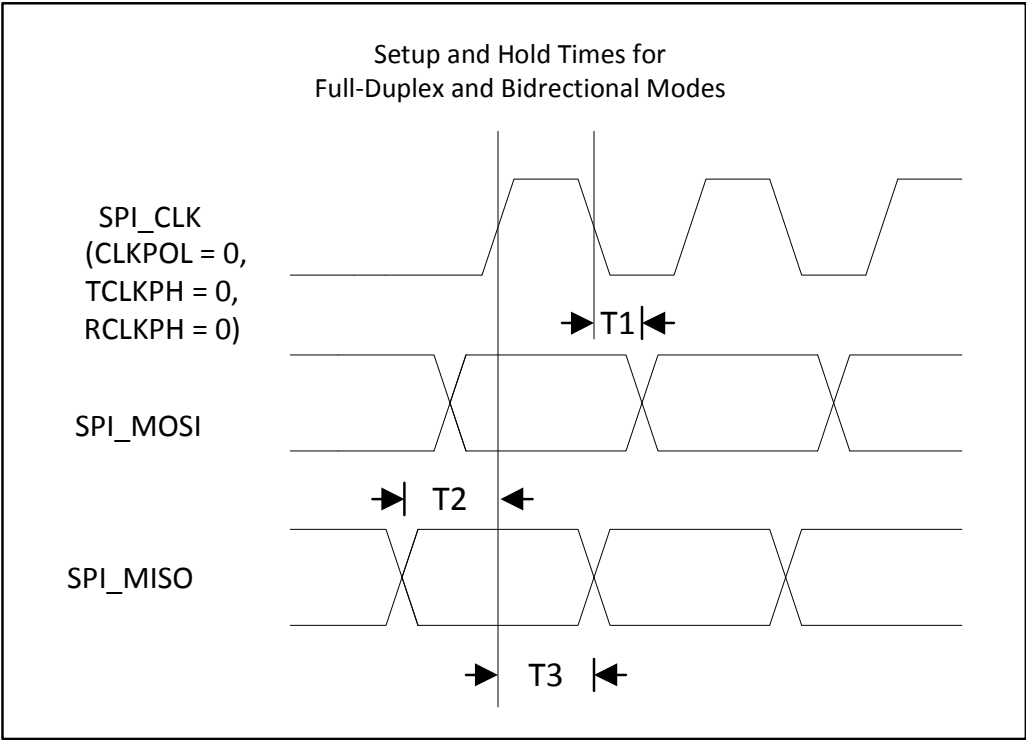 Setup and Hold Times for
Full-Duplex and Bidrectional Modes
SPI_CLK
(CLKPOL = 0,
TCLKPH = 0,
RCLKPH = 0)
T1
SPI_MOSI
T2
SPI_MISO
T3